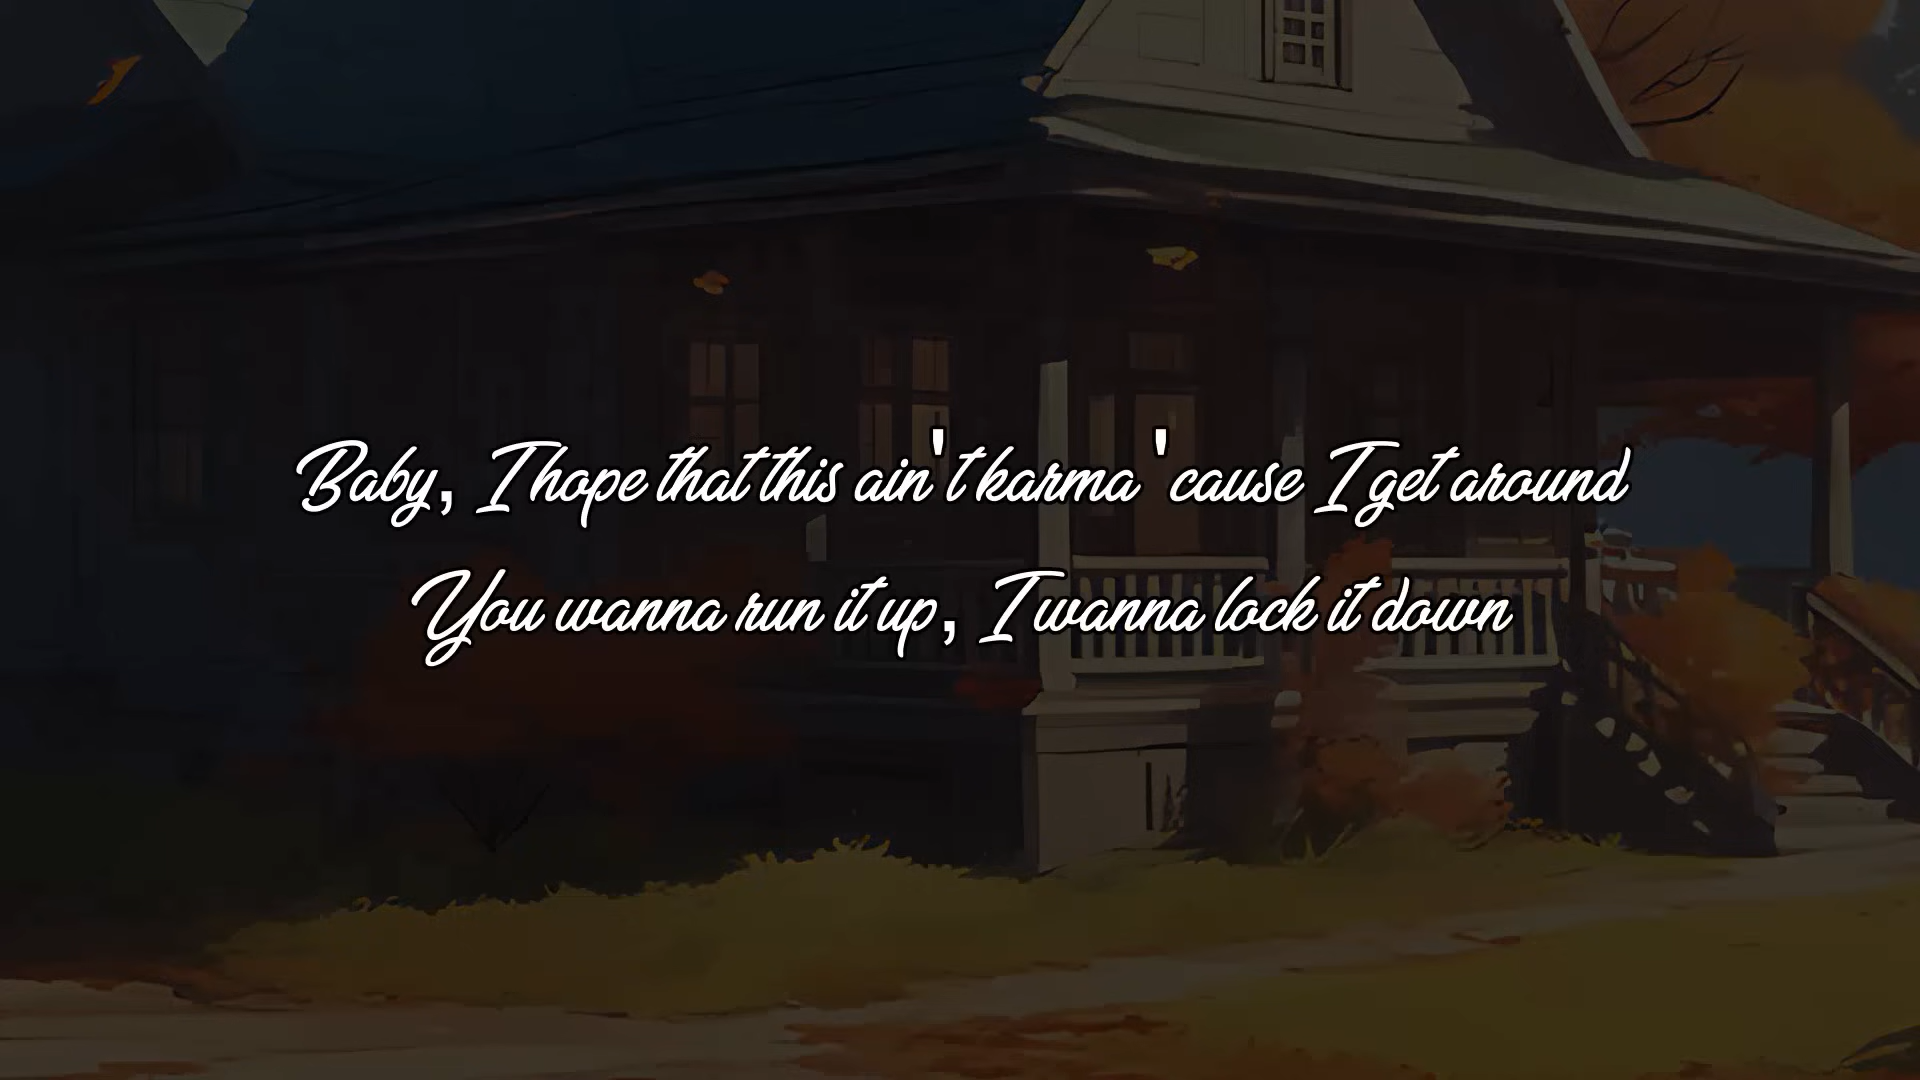 Baby, I hope that this ain't karma 'cause I get around
You wanna run it up, I wanna lock it down